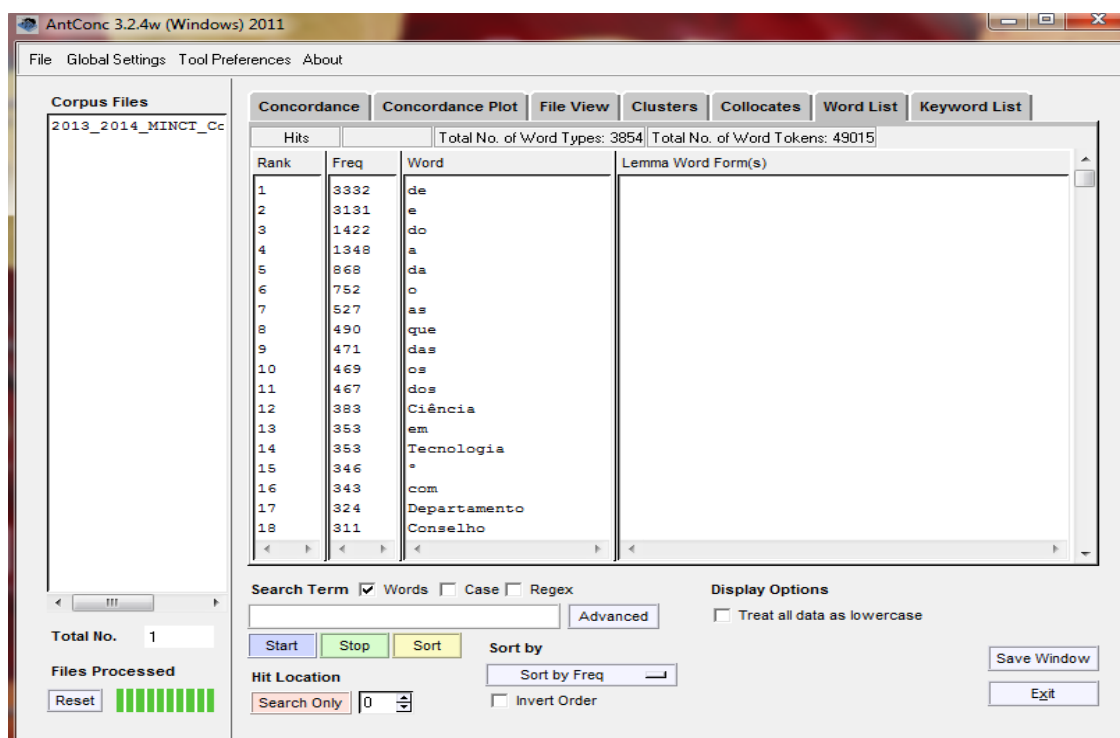 AntConc 3.2.4w (Windows) 2011
File Global Settings Tool Preferences About
Corpus Files
2013_2014_MINCT_Cc
Concordance Concordance Plot File View Clusters Collocates Word List Keyword List
Hits Total No. of Word Types: 3854 Total No. of Word Tokens: 49015
Rank Freq Word Lemma Word Form(s)
1 3332 de
2 3131 e
3 1422 do
4 1348 a
5 868 da
6 752 o
7 527 as
8 490 que
9 471 das
10 469 os
11 467 dos
12 383 Ciência
13 353 em
14 353 Tecnologia
15 346 º
16 343 com
17 324 Departamento
18 311 Conselho
Search Term Words Case Regex
Advanced
Start Stop Sort
Hit Location
Search Only 0
Sort by
Sort by Freq
Invert Order
Display Options
Treat all data as lowercase
Total No. 1
Files Processed
Reset
Save Window
Exit